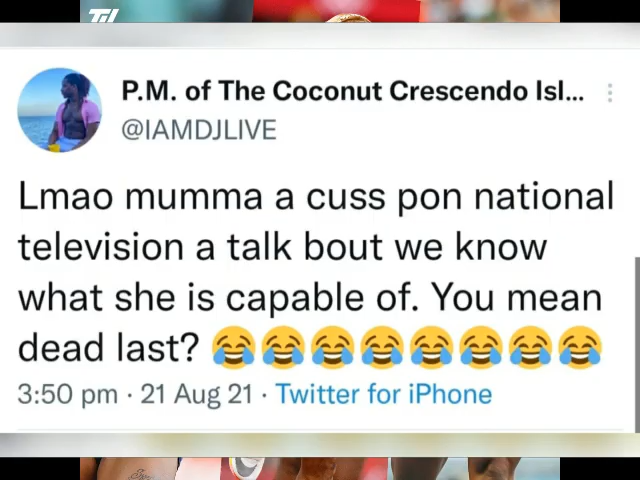 P.M. of The Coconut Crescendo Isl...
@IAMDJLIVE
Lmao mumma a cuss pon national
television a talk bout we know
what she is capable of. You mean
dead last? 😂😂😂😂😂😂😂😂
3:50 pm · 21 Aug 21 · Twitter for iPhone